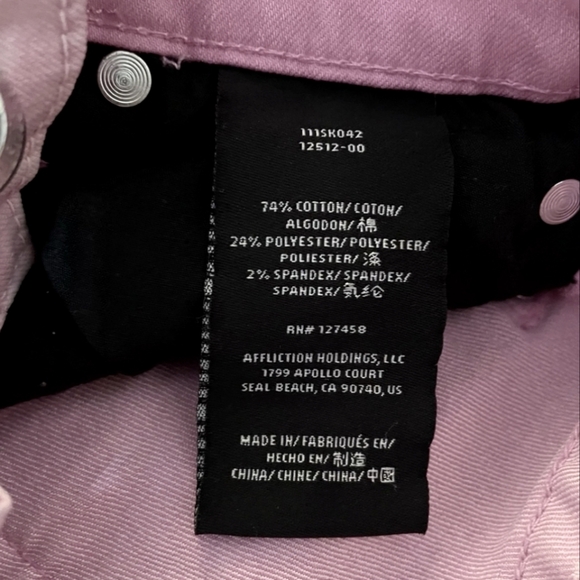 111SK042
12512-00
74% COTTON/ COTON/
ALGODON/ 棉
24% POLYESTER/ POLYESTER/
POLIESTER/ 涤
2% SPANDEX/ SPANDEX/
SPANDEX/ 氨纶
RN# 127458
AFFLICTION HOLDINGS, LLC
1799 APOLLO COURT
SEAL BEACH, CA 90740, US
MADE IN/ FABRIQUÉS EN/
HECHO EN/ 制造
CHINA/ CHINE/ CHINA/ 中國